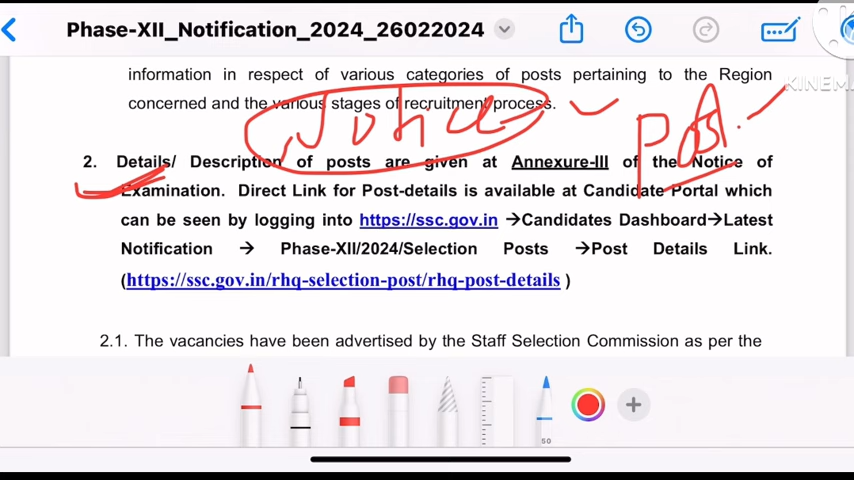 Phase-XII_Notification_2024_26022024
KINEM
information in respect of various categories of posts pertaining to the Region
concerned and the various stages of recruitment process.
Notice
Post
2. Details/ Description of posts are given at Annexure-III of the Notice of
Examination. Direct Link for Post-details is available at Candidate Portal which
can be seen by logging into https://ssc.gov.in →Candidates Dashboard→Latest
Notification → Phase-XII/2024/Selection Posts →Post Details Link.
(https://ssc.gov.in/rhq-selection-post/rhq-post-details )
2.1. The vacancies have been advertised by the Staff Selection Commission as per the
50